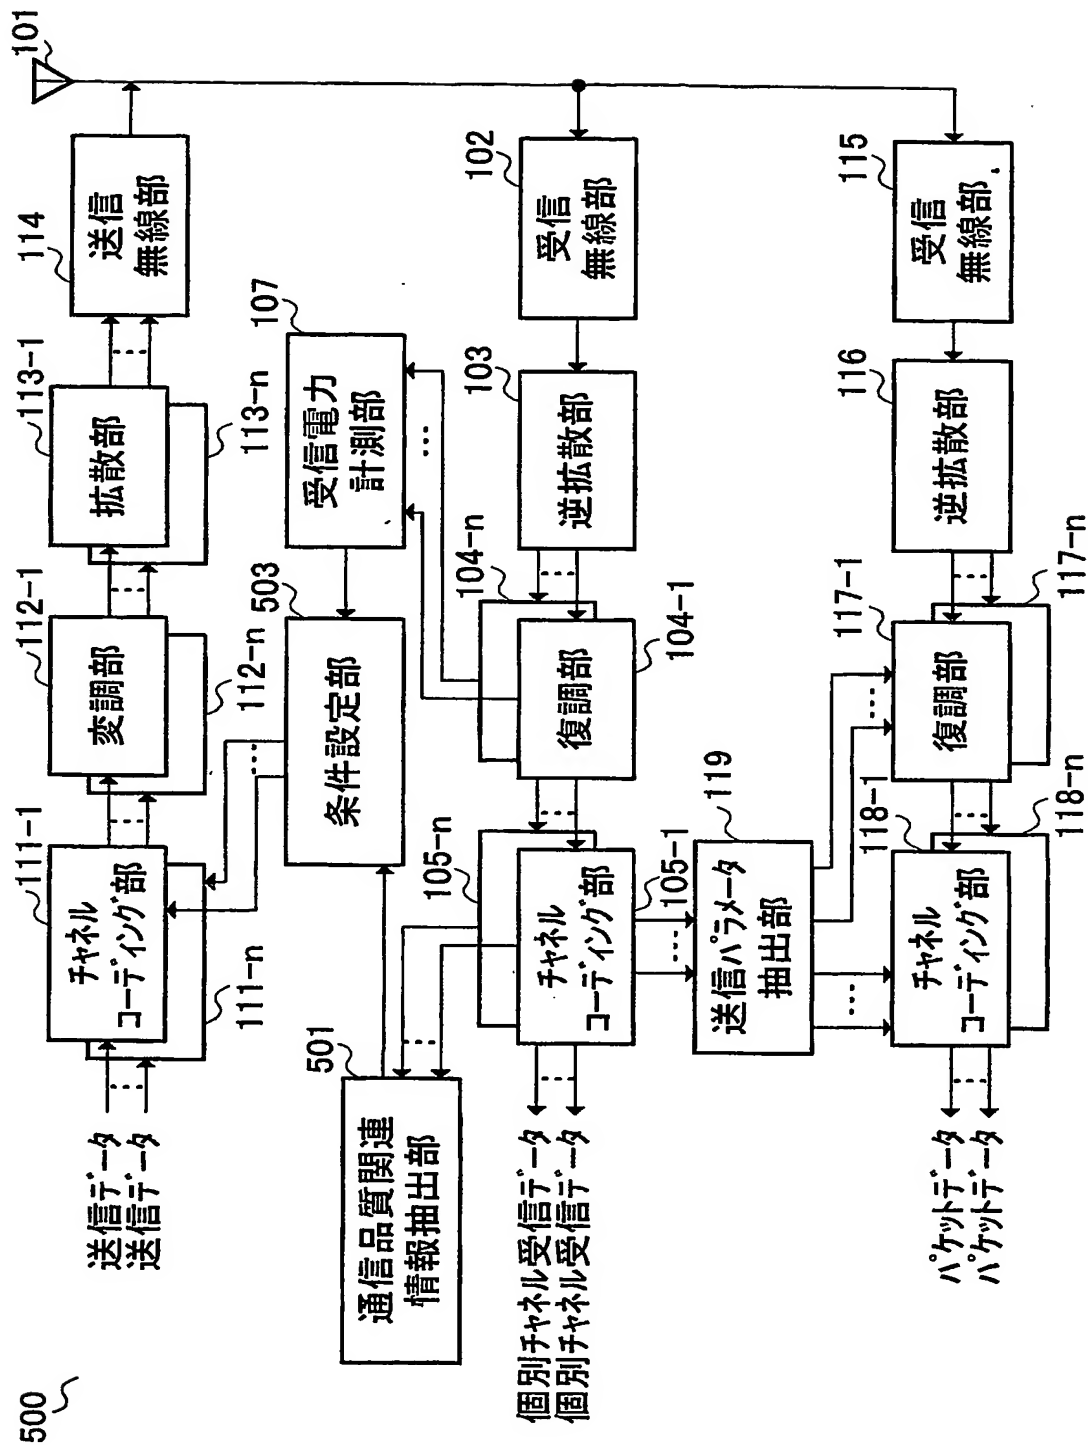 500
101
送信データ
送信データ
111-1
チャネル
コーディング部
111-n
112-1
変調部
112-n
113-1
拡散部
113-n
114
送信
無線部
501
通信品質関連
情報抽出部
503
条件設定部
107
受信電力
計測部
個別チャネル受信データ
個別チャネル受信データ
105-n
チャネル
コーディング部
105-1
104-n
復調部
104-1
103
逆拡散部
102
受信
無線部
119
送信パラメータ
抽出部
パケットデータ
パケットデータ
118-1
チャネル
コーディング部
118-n
117-1
復調部
117-n
116
逆拡散部
115
受信
無線部